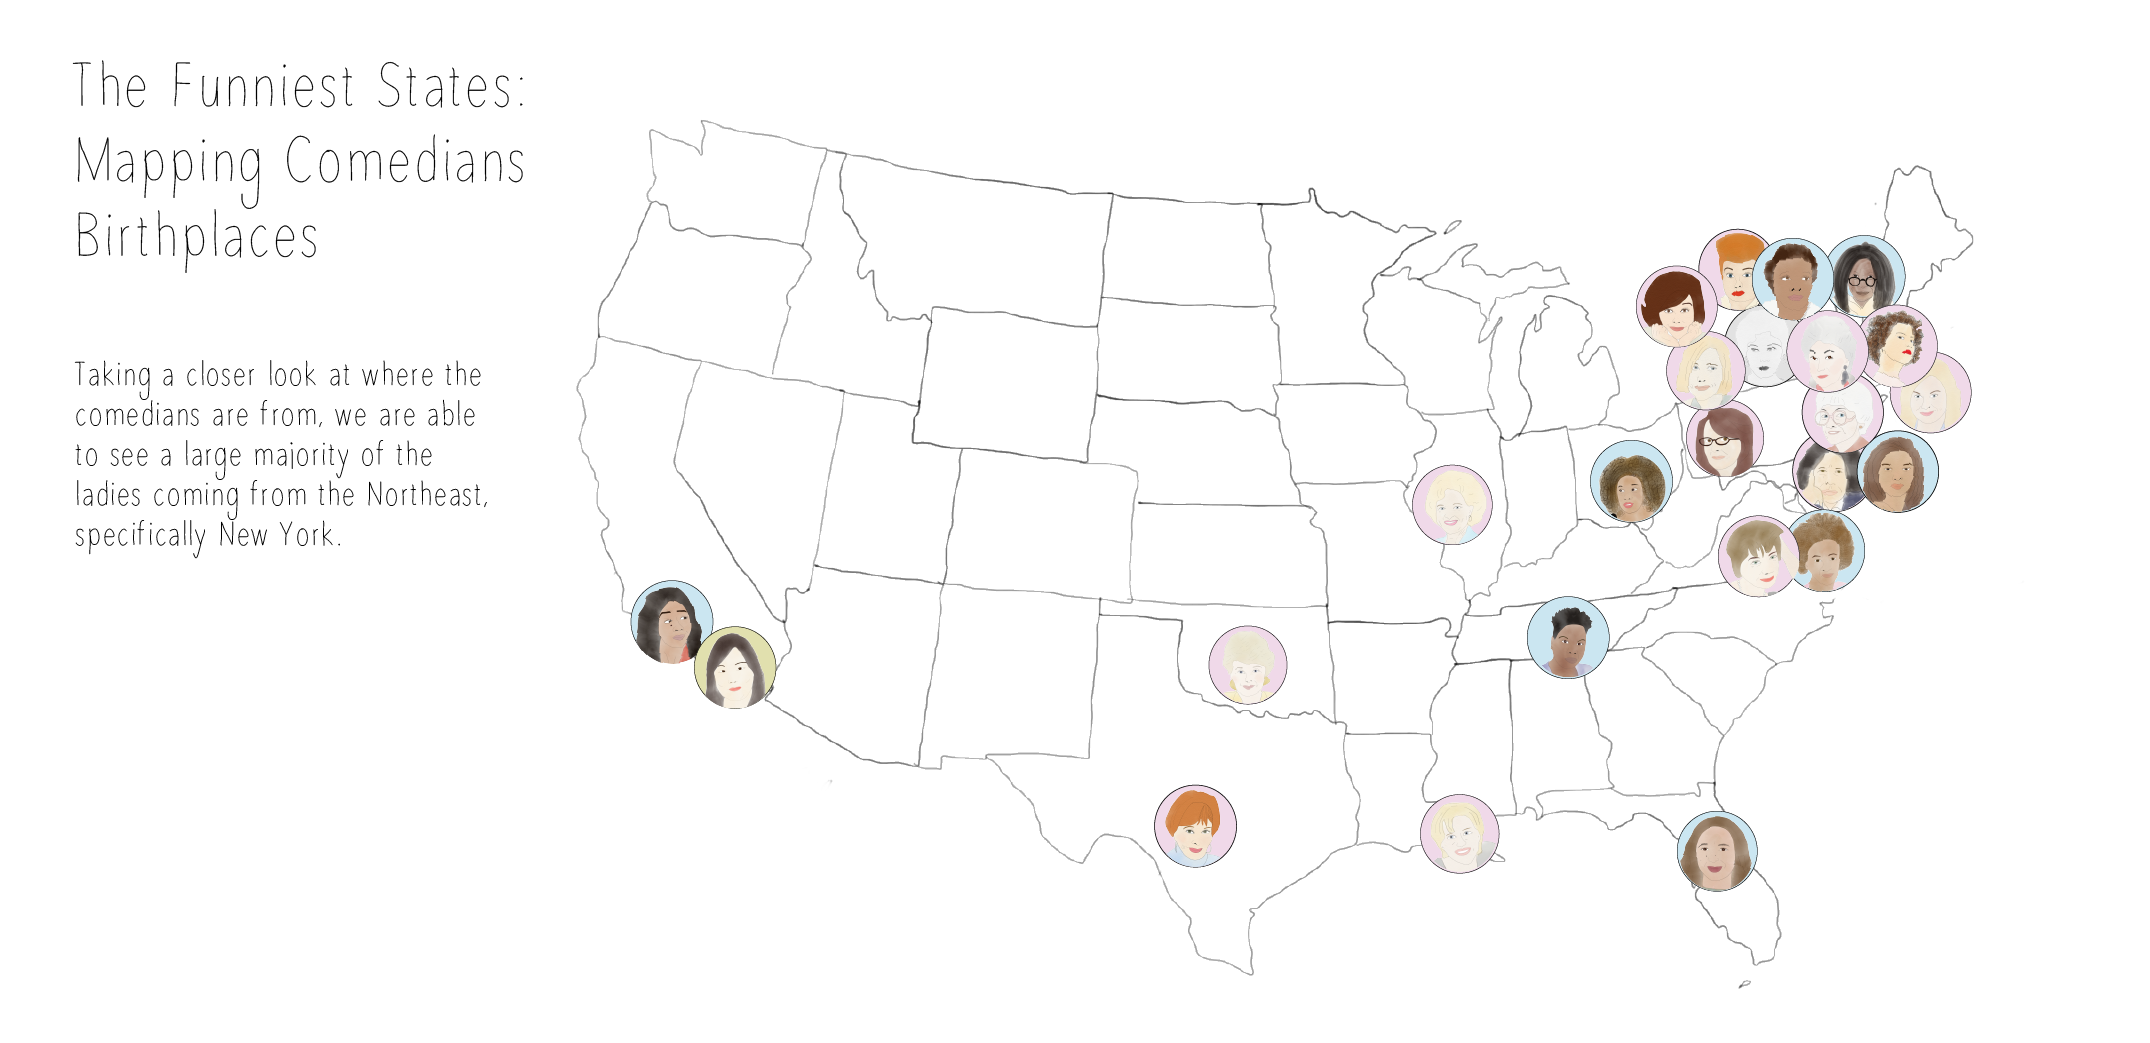 The Funniest States:
Mapping Comedians
Birthplaces
Taking a closer look at where the
comedians are from, we are able
to see a large majority of the
ladies coming from the Northeast,
specifically New York.